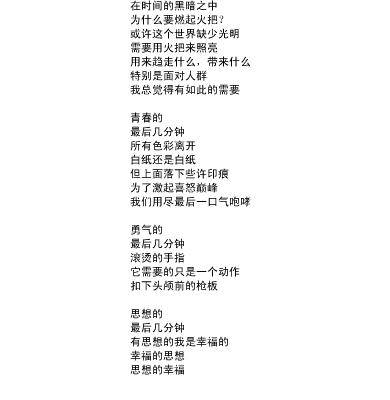 在时间的黑暗之中
为什么要燃起火把？
或许这个世界缺少光明
需要用火把来照亮
用来趋走什么，带来什么
特别是面对人群
我总觉得有如此的需要
青春的
最后几分钟
所有色彩离开
白纸还是白纸
但上面落下些许印痕
为了激起喜怒巅峰
我们用尽最后一口气咆哮
勇气的
最后几分钟
滚烫的手指
它需要的只是一个动作
扣下头颅前的枪板
思想的
最后几分钟
有思想的我是幸福的
幸福的思想
思想的幸福